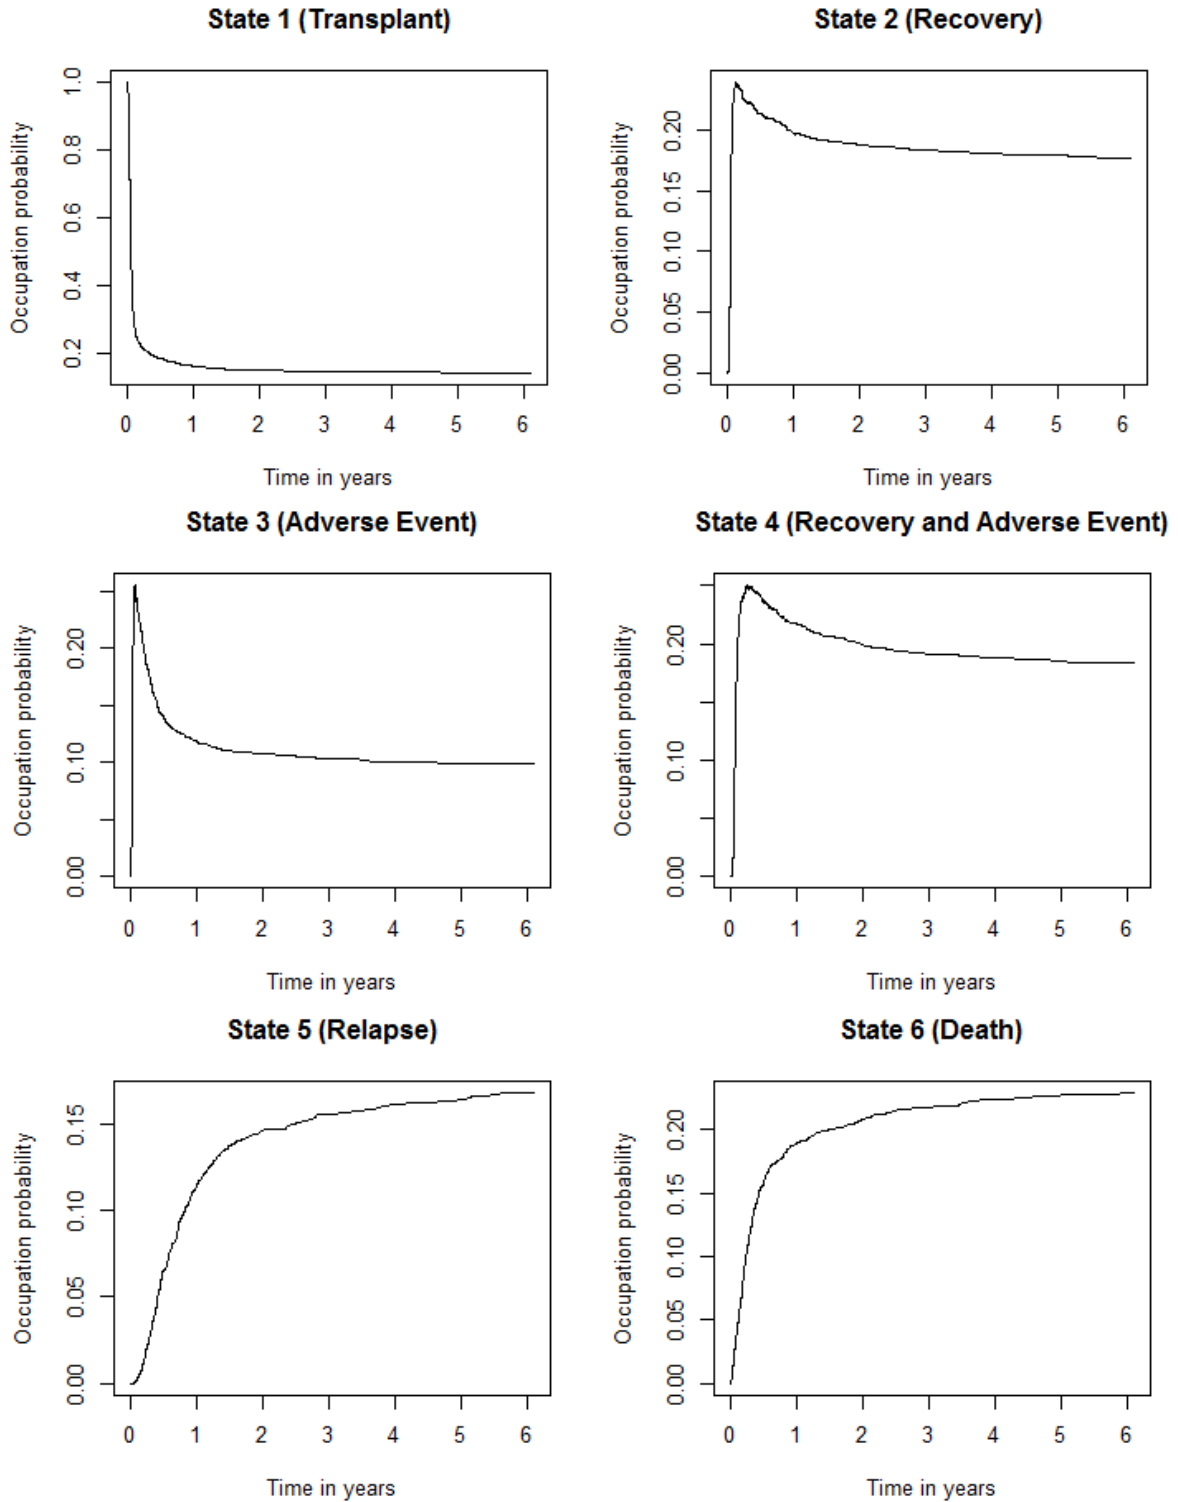 State 1 (Transplant)
Occupation probability
1.0
0.8
0.6
0.4
0.2
0 1 2 3 4 5 6
Time in years
State 2 (Recovery)
Occupation probability
0.20
0.15
0.10
0.05
0.00
0 1 2 3 4 5 6
Time in years
State 3 (Adverse Event)
Occupation probability
0.20
0.10
0.00
0 1 2 3 4 5 6
Time in years
State 4 (Recovery and Adverse Event)
Occupation probability
0.20
0.10
0.00
0 1 2 3 4 5 6
Time in years
State 5 (Relapse)
Occupation probability
0.15
0.10
0.05
0.00
0 1 2 3 4 5 6
Time in years
State 6 (Death)
Occupation probability
0.20
0.15
0.10
0.05
0.00
0 1 2 3 4 5 6
Time in years